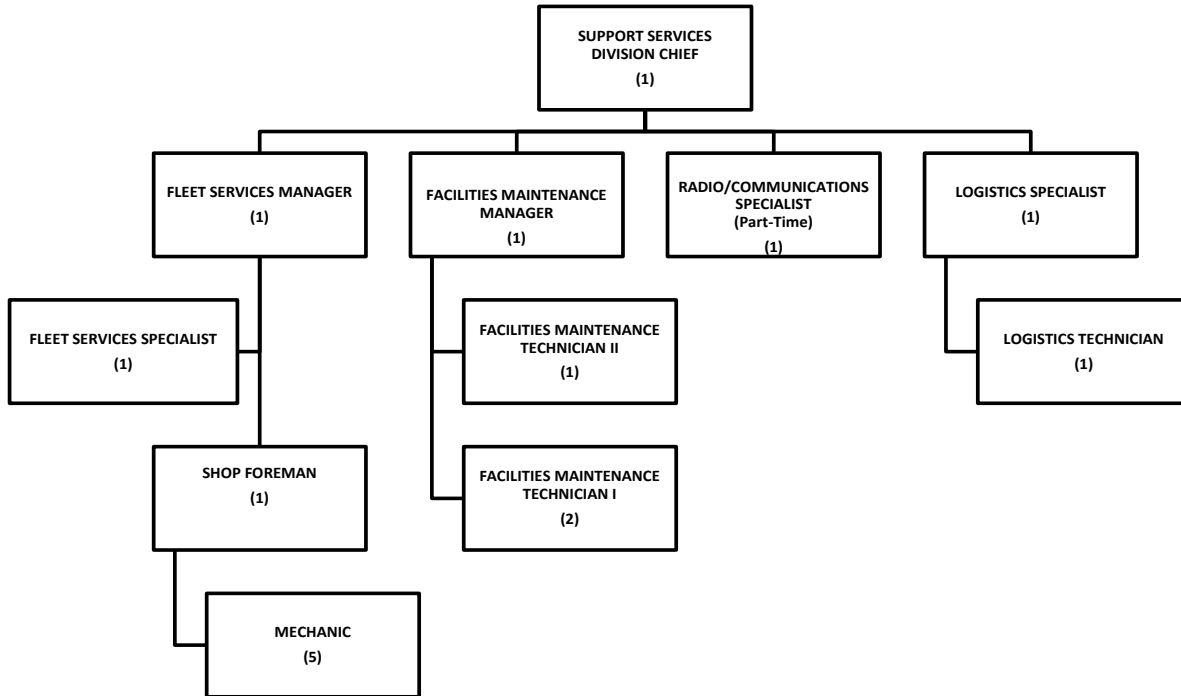 SUPPORT SERVICES
DIVISION CHIEF
(1)
FLEET SERVICES MANAGER
(1)
FACILITIES MAINTENANCE
MANAGER
(1)
RADIO/COMMUNICATIONS
SPECIALIST
(Part-Time)
(1)
LOGISTICS SPECIALIST
(1)
FLEET SERVICES SPECIALIST
(1)
FACILITIES MAINTENANCE
TECHNICIAN II
(1)
LOGISTICS TECHNICIAN
(1)
SHOP FOREMAN
(1)
FACILITIES MAINTENANCE
TECHNICIAN I
(2)
MECHANIC
(5)